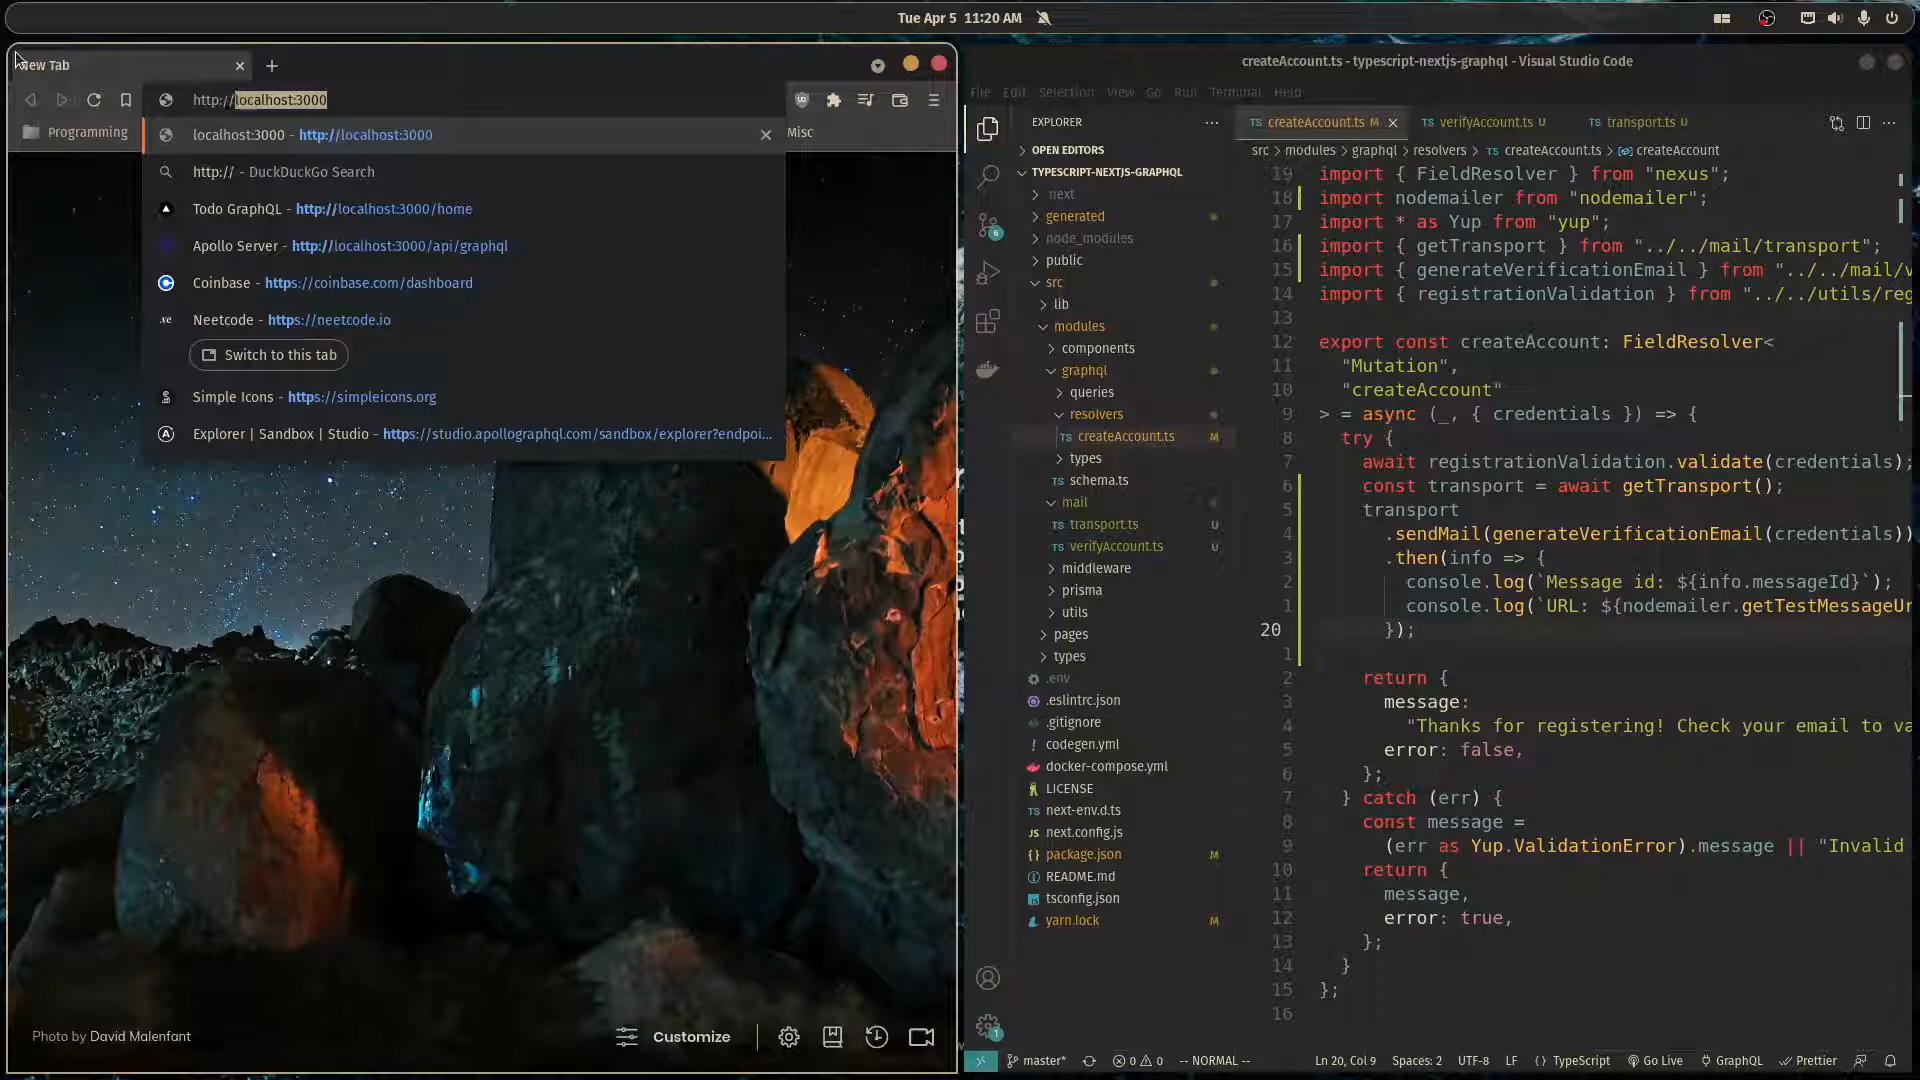 Tue Apr 5 11:20 AM
New Tab
http://localhost:3000
Programming
Misc
localhost:3000 - http://localhost:3000
http:// - DuckDuckGo Search
Todo GraphQL - http://localhost:3000/home
Apollo Server - http://localhost:3000/api/graphql
Coinbase - https://coinbase.com/dashboard
Neetcode - https://neetcode.io
Switch to this tab
Simple Icons - https://simpleicons.org
Explorer | Sandbox | Studio - https://studio.apollographql.com/sandbox/explorer?endpoi...
Photo by David Malenfant
Customize
createAccount.ts - typescript-nextjs-graphql - Visual Studio Code
File Edit Selection View Go Run Terminal Help
EXPLORER
OPEN EDITORS
TYPESCRIPT-NEXTJS-GRAPHQL
next
generated
node_modules
public
src
lib
modules
components
graphql
queries
resolvers
TS createAccount.ts M
types
TS schema.ts
mail
TS transport.ts U
TS verifyAccount.ts U
middleware
prisma
utils
pages
types
.env
.eslintrc.json
.gitignore
codegen.yml
docker-compose.yml
LICENSE
TS next-env.d.ts
JS next.config.js
package.json M
README.md
tsconfig.json
yarn.lock M
6
1
TS createAccount.ts M
TS verifyAccount.ts U
TS transport.ts U
src > modules > graphql > resolvers > TS createAccount.ts > createAccount
19 import { FieldResolver } from "nexus";
18 import nodemailer from "nodemailer";
17 import * as Yup from "yup";
16 import { getTransport } from "../../mail/transport";
15 import { generateVerificationEmail } from "../../mail/v
14 import { registrationValidation } from "../../utils/reg
13
12 export const createAccount: FieldResolver<
11 "Mutation",
10 "createAccount"
9 > = async (_, { credentials }) => {
8 try {
7 await registrationValidation.validate(credentials);
6 const transport = await getTransport();
5 transport
4 .sendMail(generateVerificationEmail(credentials))
3 .then(info => {
2 console.log(`Message id: ${info.messageId}`);
1 console.log(`URL: ${nodemailer.getTestMessageUr
20 });
1
2 return {
3 message:
4 "Thanks for registering! Check your email to va
5 error: false,
6 };
7 } catch (err) {
8 const message =
9 (err as Yup.ValidationError).message || "Invalid
10 return {
11 message,
12 error: true,
13 };
14 }
15 };
16
master* 0 0 -- NORMAL -- Ln 20, Col 9 Spaces: 2 UTF-8 LF { } TypeScript Go Live GraphQL Prettier